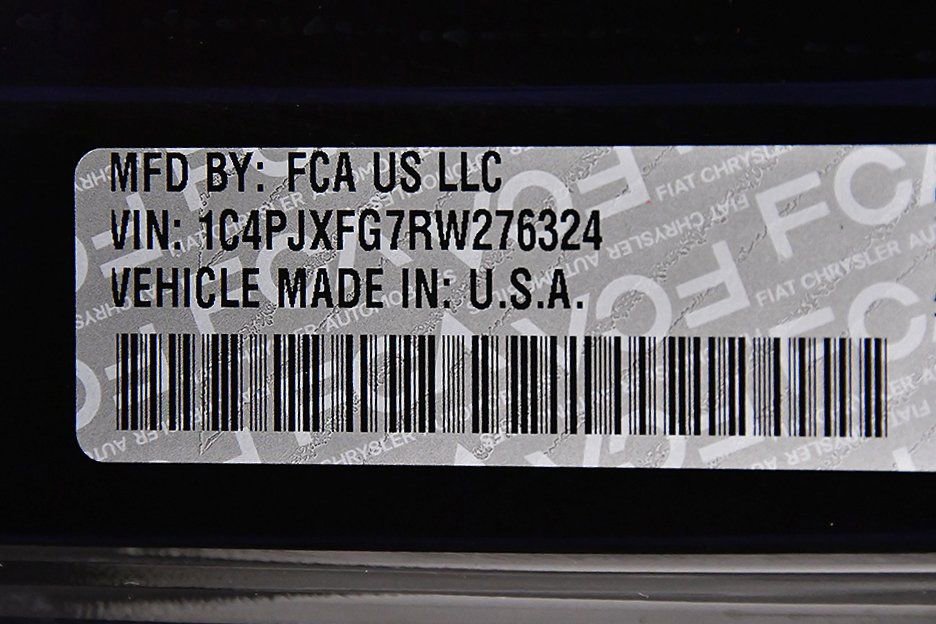 MFD BY: FCA US LLC
VIN: 1C4PJXFG7RW276324
VEHICLE MADE IN: U.S.A.